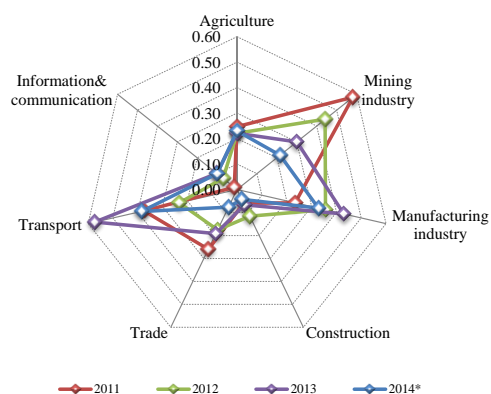 Agriculture
0.60
0.50
0.40
0.30
0.20
0.10
0.00
Mining
industry
Manufacturing
industry
Construction
Trade
Transport
Information&
communication
2011
2012
2013
2014*